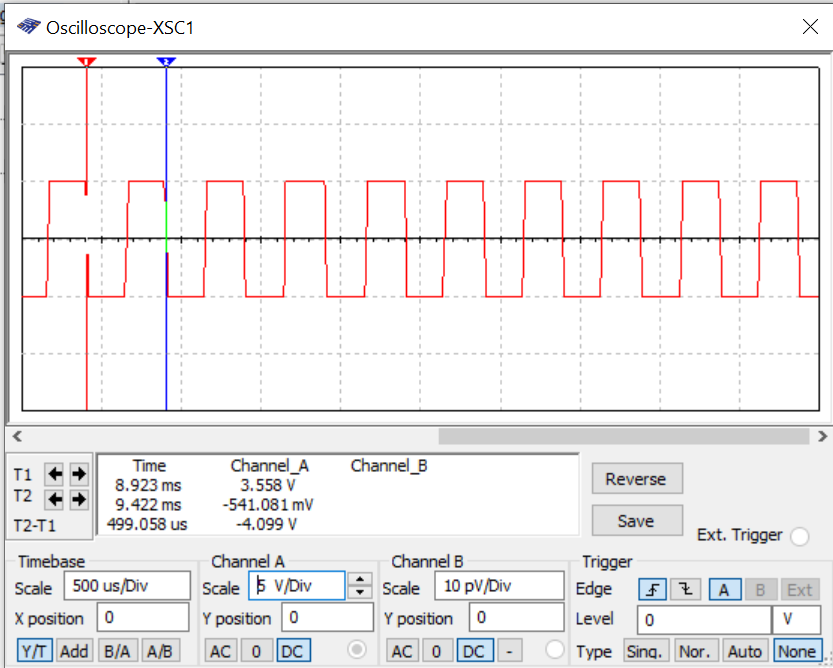 Oscilloscope-XSC1
1 2
T1
T2
T2-T1
Time Channel_A Channel_B
8.923 ms 3.558 V
9.422 ms -541.081 mV
499.058 us -4.099 V
Reverse
Save
Ext. Trigger
Timebase
Scale 500 us/Div
X position 0
Y/T Add B/A A/B
Channel A
Scale 5 V/Div
Y position 0
AC 0 DC
Channel B
Scale 10 pV/Div
Y position 0
AC 0 DC -
Trigger
Edge A B Ext
Level 0 V
Type Sing. Nor. Auto None